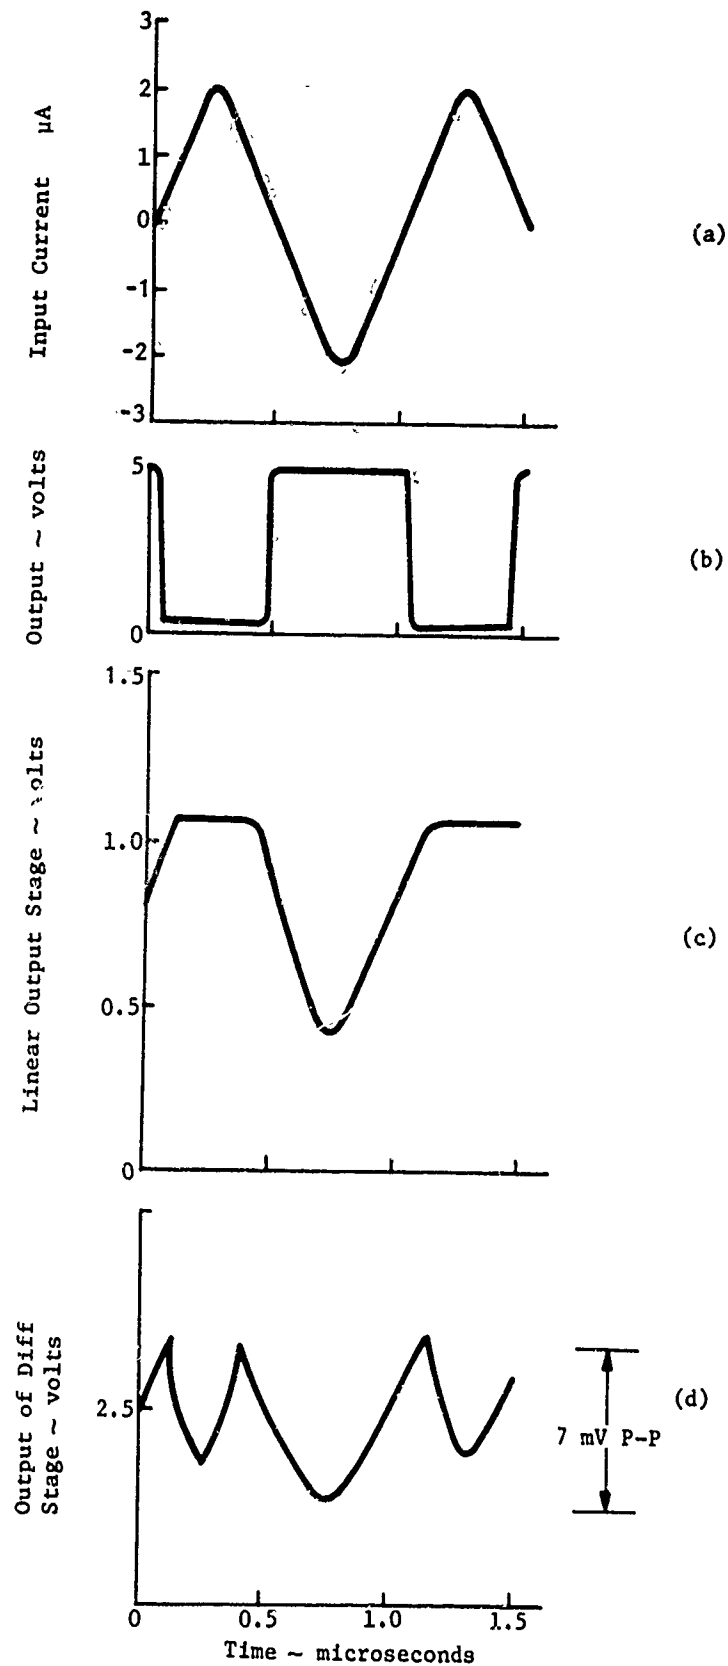 3
2
1
0
-1
-2
-3
Input Current μA
(a)
5
0
Output ~ volts
(b)
1.5
1.0
0.5
0
Linear Output Stage ~ volts
(c)
2.5
Output of Diff
Stage ~ volts
7 mV P-P
(d)
0 0.5 1.0 1.5
Time ~ microseconds